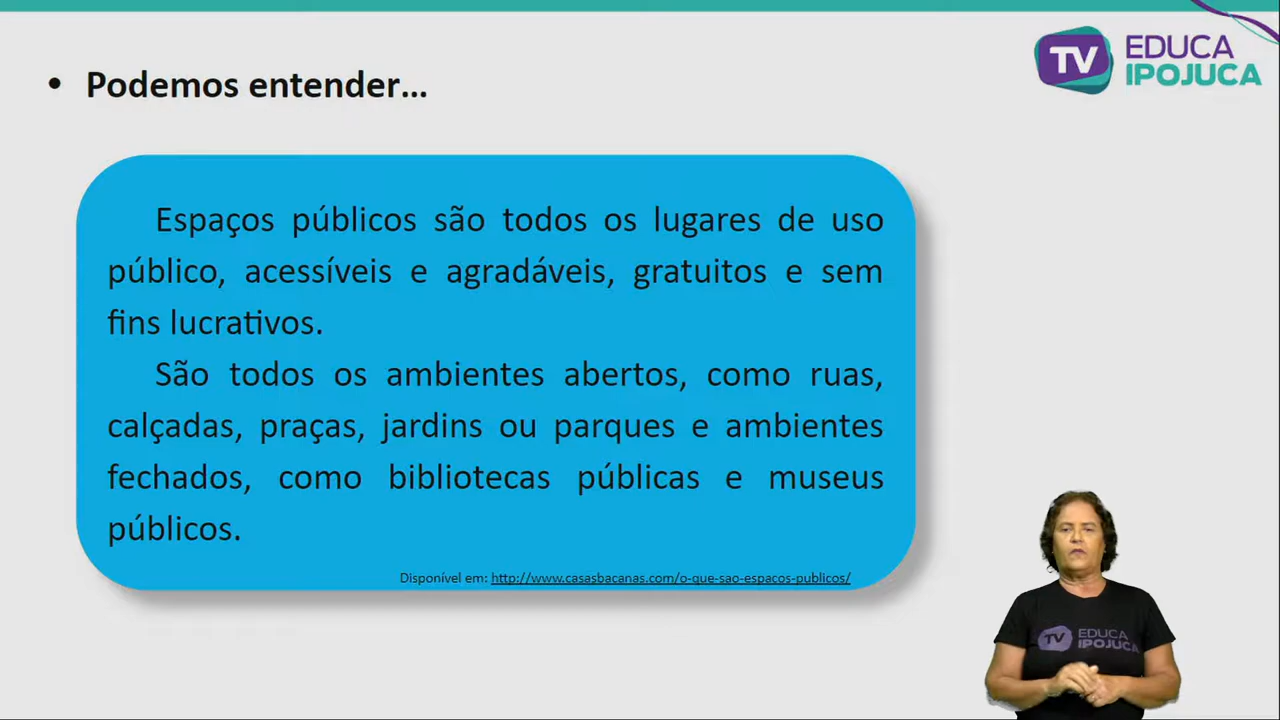 • Podemos entender...
TV EDUCA
IPOJUCA
Espaços públicos são todos os lugares de uso
público, acessíveis e agradáveis, gratuitos e sem
fins lucrativos.
São todos os ambientes abertos, como ruas,
calçadas, praças, jardins ou parques e ambientes
fechados, como bibliotecas públicas e museus
públicos.
Disponível em: http://www.casasbacanas.com/o-que-sao-espacos-publicos/
TV EDUCA
IPOJUCA